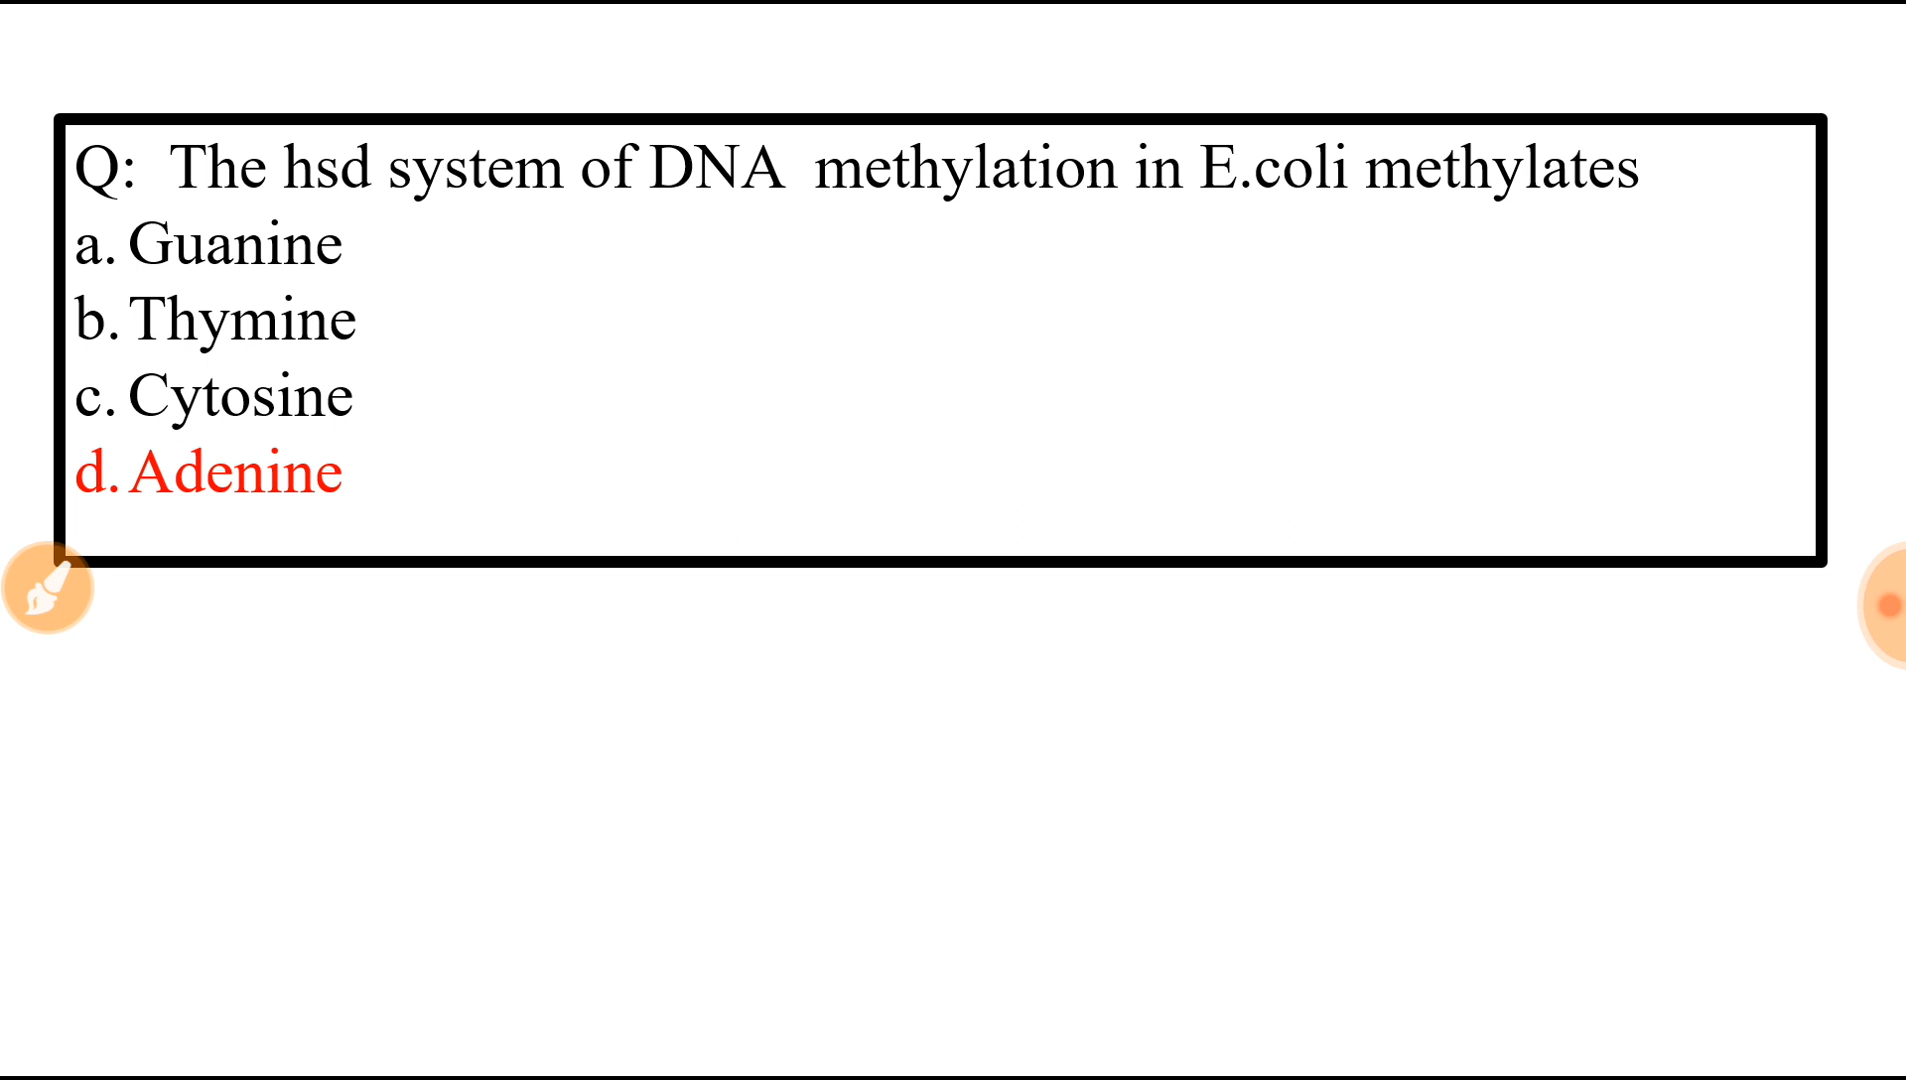 Q: The hsd system of DNA methylation in E.coli methylates
a. Guanine
b. Thymine
c. Cytosine
d. Adenine